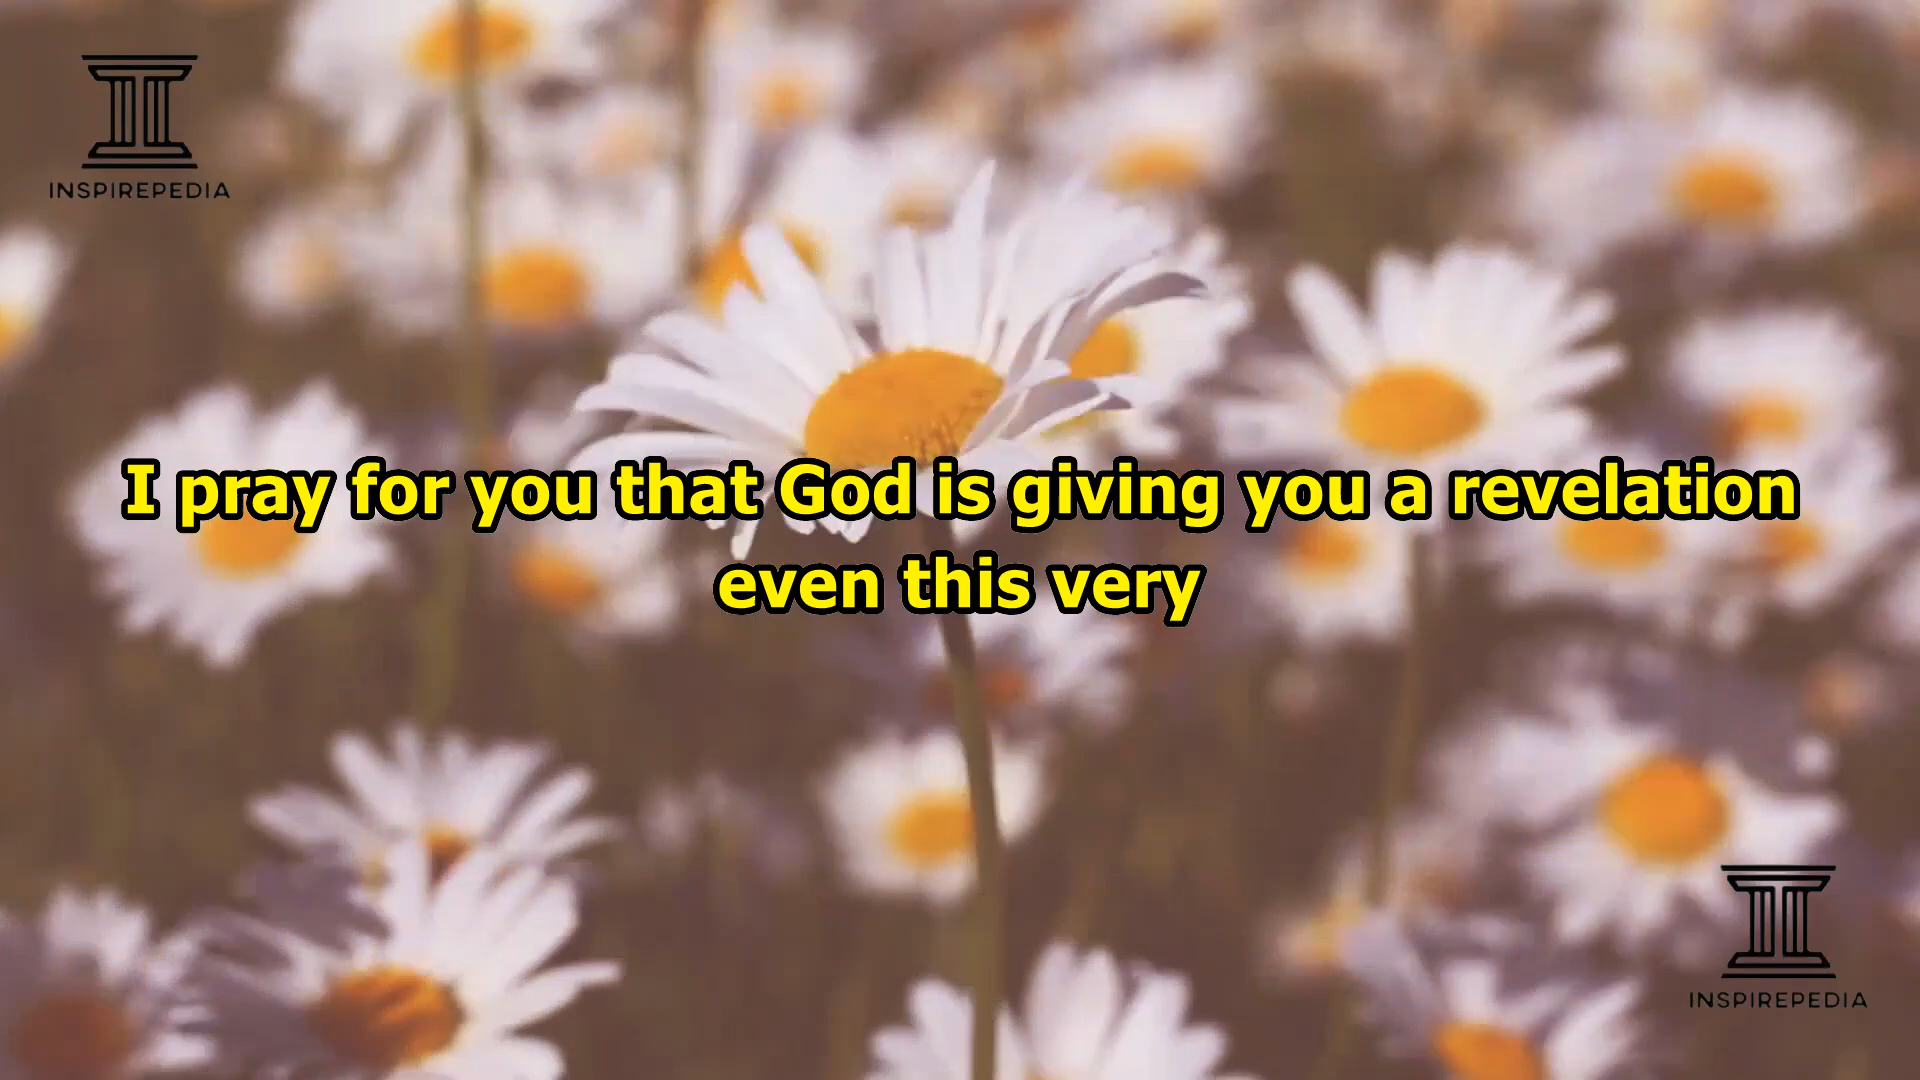 INSPIREPEDIA
I pray for you that God is giving you a revelation
even this very
INSPIREPEDIA